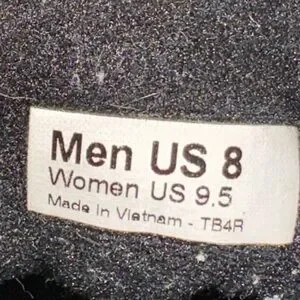 Men US 8
Women US 9.5
Made In Vietnam - TB4R